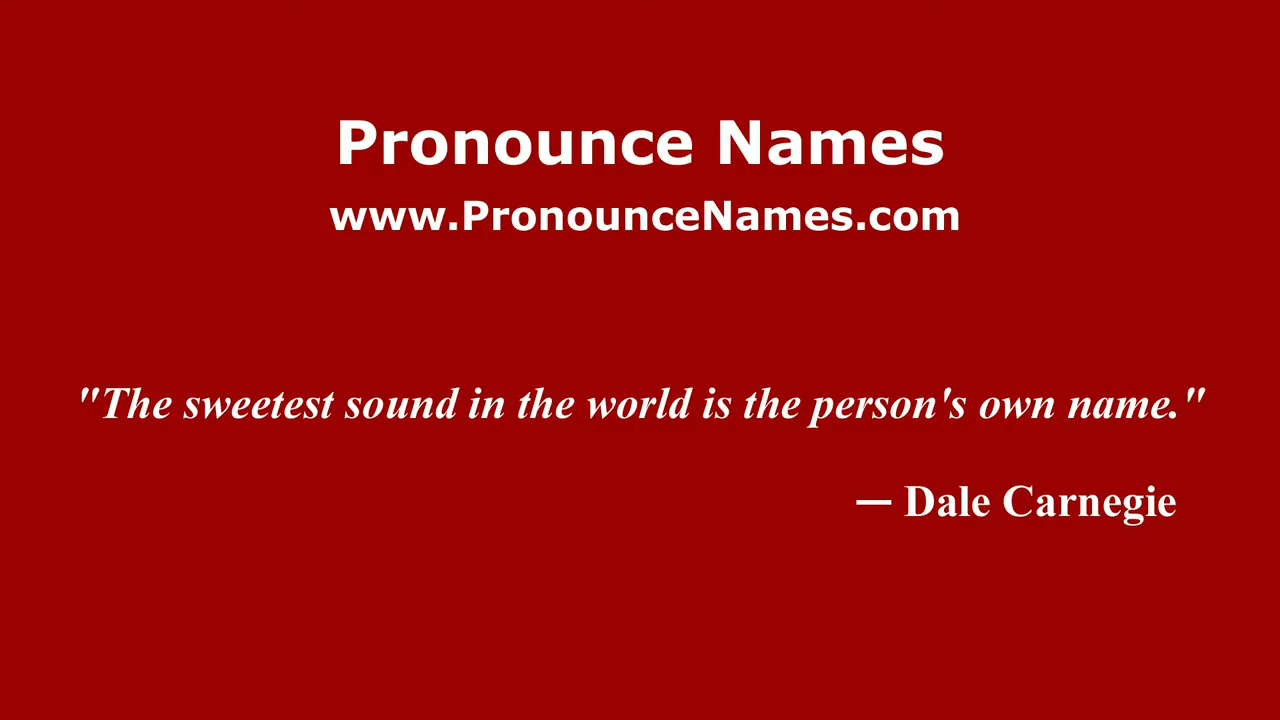 Pronounce Names
www.PronounceNames.com
"The sweetest sound in the world is the person's own name."
— Dale Carnegie